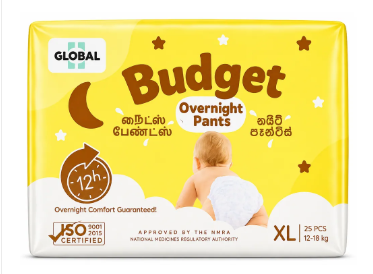 GLOBAL
Budget
Overnight
Pants
நைட்ஸ்
பேண்ட்ஸ்
නයිට්
පෑන්ට්ස්
12h
Overnight Comfort Guaranteed!
ISO 9001
2015
CERTIFIED
APPROVED BY THE NMRA
NATIONAL MEDICINES REGULATORY AUTHORITY
XL
25 PCS
12-18 kg